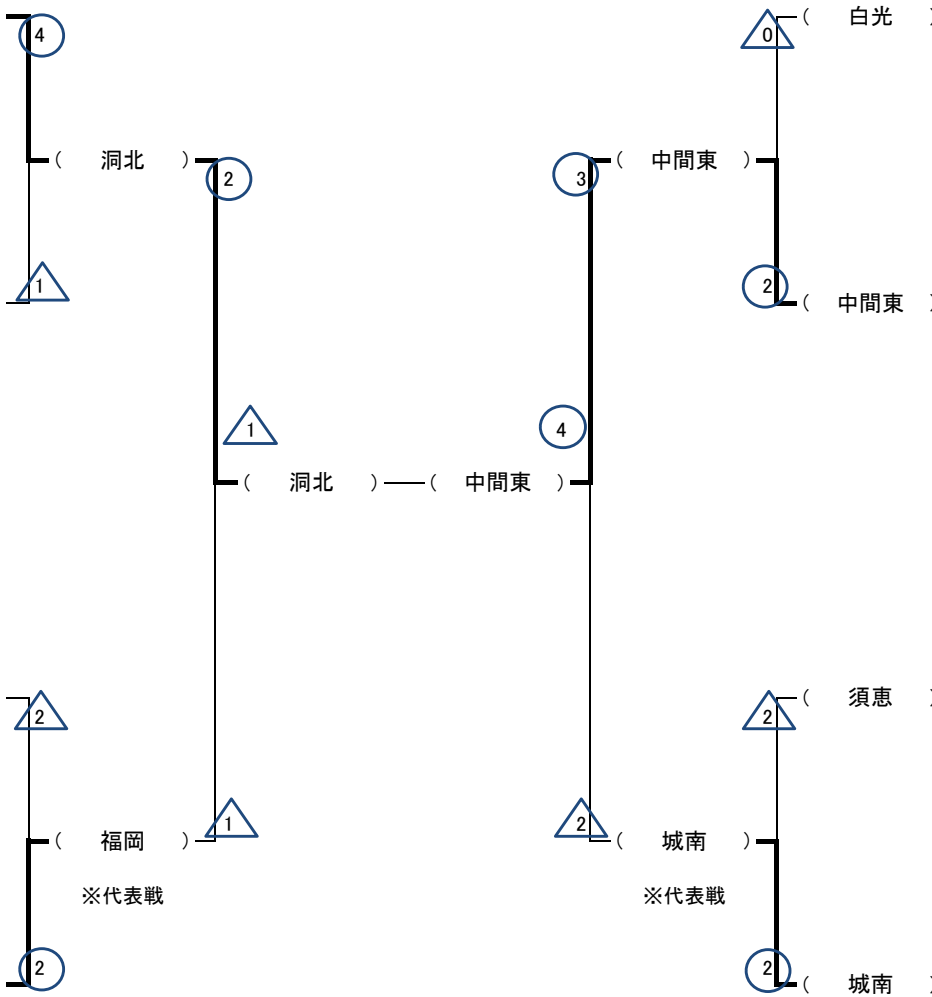 4 0 （ 白光 ）
（ 洞北 ） 2 3 （ 中間東 ）
1 2 （ 中間東 ）
1 4
（ 洞北 ） （ 中間東 ）
2 2 （ 須恵 ）
（ 福岡 ） 1 2 （ 城南 ）
※代表戦 ※代表戦
2 2 （ 城南 ）